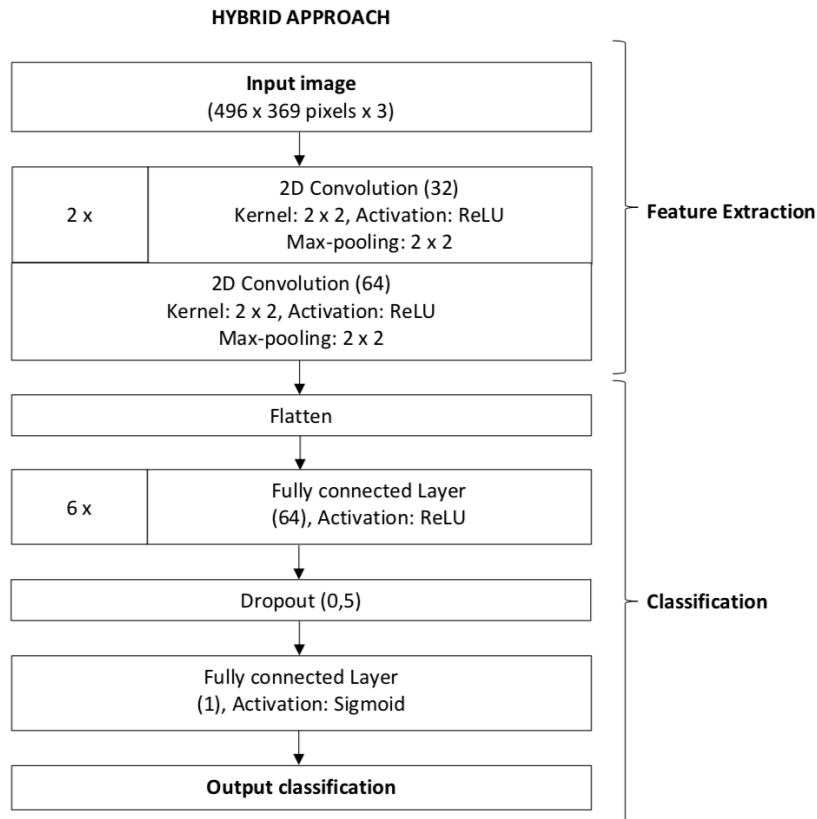 HYBRID APPROACH
Input image
(496 x 369 pixels x 3)
2 x
2D Convolution (32)
Kernel: 2 x 2, Activation: ReLU
Max-pooling: 2 x 2
2D Convolution (64)
Kernel: 2 x 2, Activation: ReLU
Max-pooling: 2 x 2
Feature Extraction
Flatten
6 x
Fully connected Layer
(64), Activation: ReLU
Dropout (0,5)
Fully connected Layer
(1), Activation: Sigmoid
Output classification
Classification